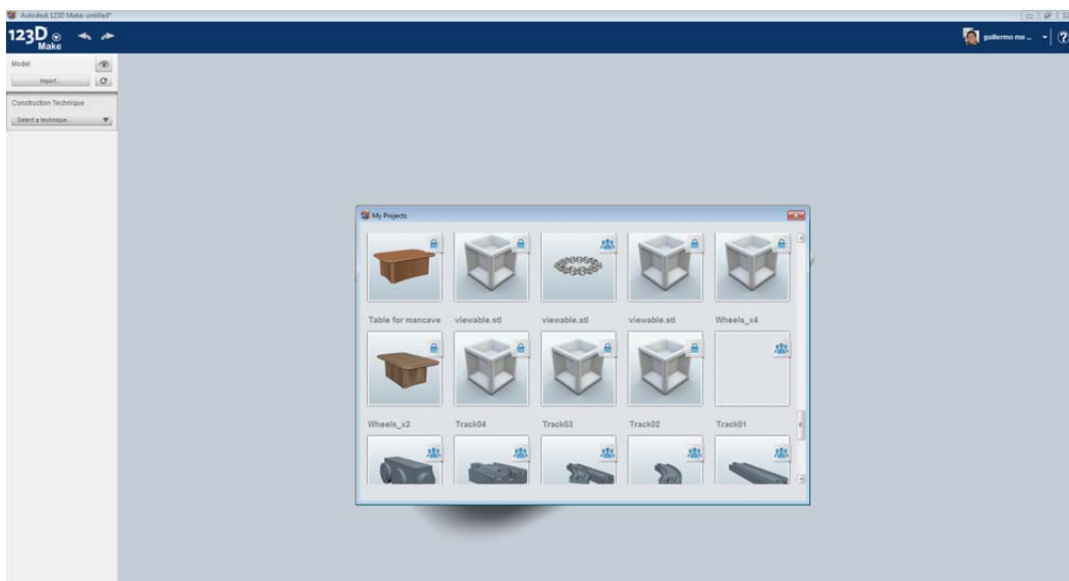 Autodesk 123D Make: untitled*
123D
Make
guillermo me ...
?
Model
Import...
Construction Technique
Select a technique...
My Projects
Table for mancave viewable.stl viewable.stl viewable.stl Wheels_x4
Wheels_x2 Track04 Track03 Track02 Track01